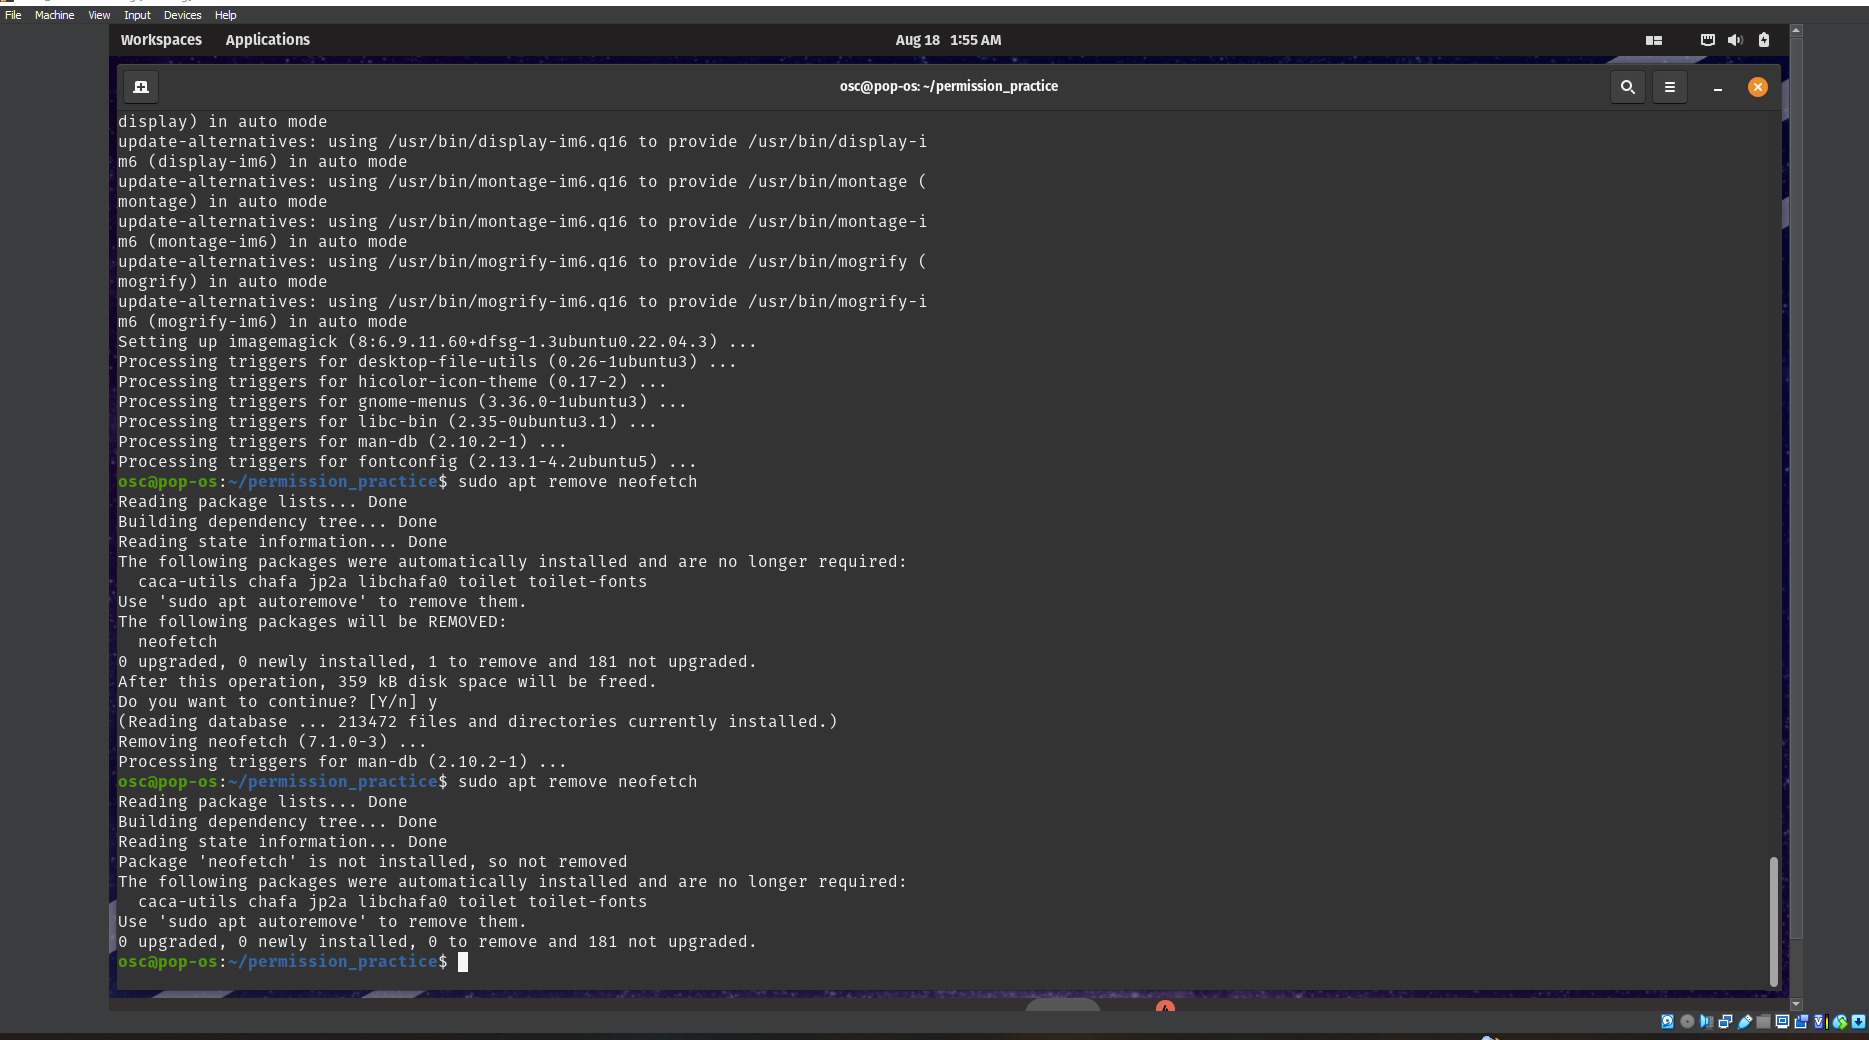 File Machine View Input Devices Help
Workspaces Applications Aug 18 1:55 AM
osc@pop-os: ~/permission_practice
display) in auto mode
update-alternatives: using /usr/bin/display-im6.q16 to provide /usr/bin/display-i
m6 (display-im6) in auto mode
update-alternatives: using /usr/bin/montage-im6.q16 to provide /usr/bin/montage (
montage) in auto mode
update-alternatives: using /usr/bin/montage-im6.q16 to provide /usr/bin/montage-i
m6 (montage-im6) in auto mode
update-alternatives: using /usr/bin/mogrify-im6.q16 to provide /usr/bin/mogrify (
mogrify) in auto mode
update-alternatives: using /usr/bin/mogrify-im6.q16 to provide /usr/bin/mogrify-i
m6 (mogrify-im6) in auto mode
Setting up imagemagick (8:6.9.11.60+dfsg-1.3ubuntu0.22.04.3) ...
Processing triggers for desktop-file-utils (0.26-1ubuntu3) ...
Processing triggers for hicolor-icon-theme (0.17-2) ...
Processing triggers for gnome-menus (3.36.0-1ubuntu3) ...
Processing triggers for libc-bin (2.35-0ubuntu3.1) ...
Processing triggers for man-db (2.10.2-1) ...
Processing triggers for fontconfig (2.13.1-4.2ubuntu5) ...
osc@pop-os:~/permission_practice$ sudo apt remove neofetch
Reading package lists... Done
Building dependency tree... Done
Reading state information... Done
The following packages were automatically installed and are no longer required:
  caca-utils chafa jp2a libchafa0 toilet toilet-fonts
Use 'sudo apt autoremove' to remove them.
The following packages will be REMOVED:
  neofetch
0 upgraded, 0 newly installed, 1 to remove and 181 not upgraded.
After this operation, 359 kB disk space will be freed.
Do you want to continue? [Y/n] y
(Reading database ... 213472 files and directories currently installed.)
Removing neofetch (7.1.0-3) ...
Processing triggers for man-db (2.10.2-1) ...
osc@pop-os:~/permission_practice$ sudo apt remove neofetch
Reading package lists... Done
Building dependency tree... Done
Reading state information... Done
Package 'neofetch' is not installed, so not removed
The following packages were automatically installed and are no longer required:
  caca-utils chafa jp2a libchafa0 toilet toilet-fonts
Use 'sudo apt autoremove' to remove them.
0 upgraded, 0 newly installed, 0 to remove and 181 not upgraded.
osc@pop-os:~/permission_practice$